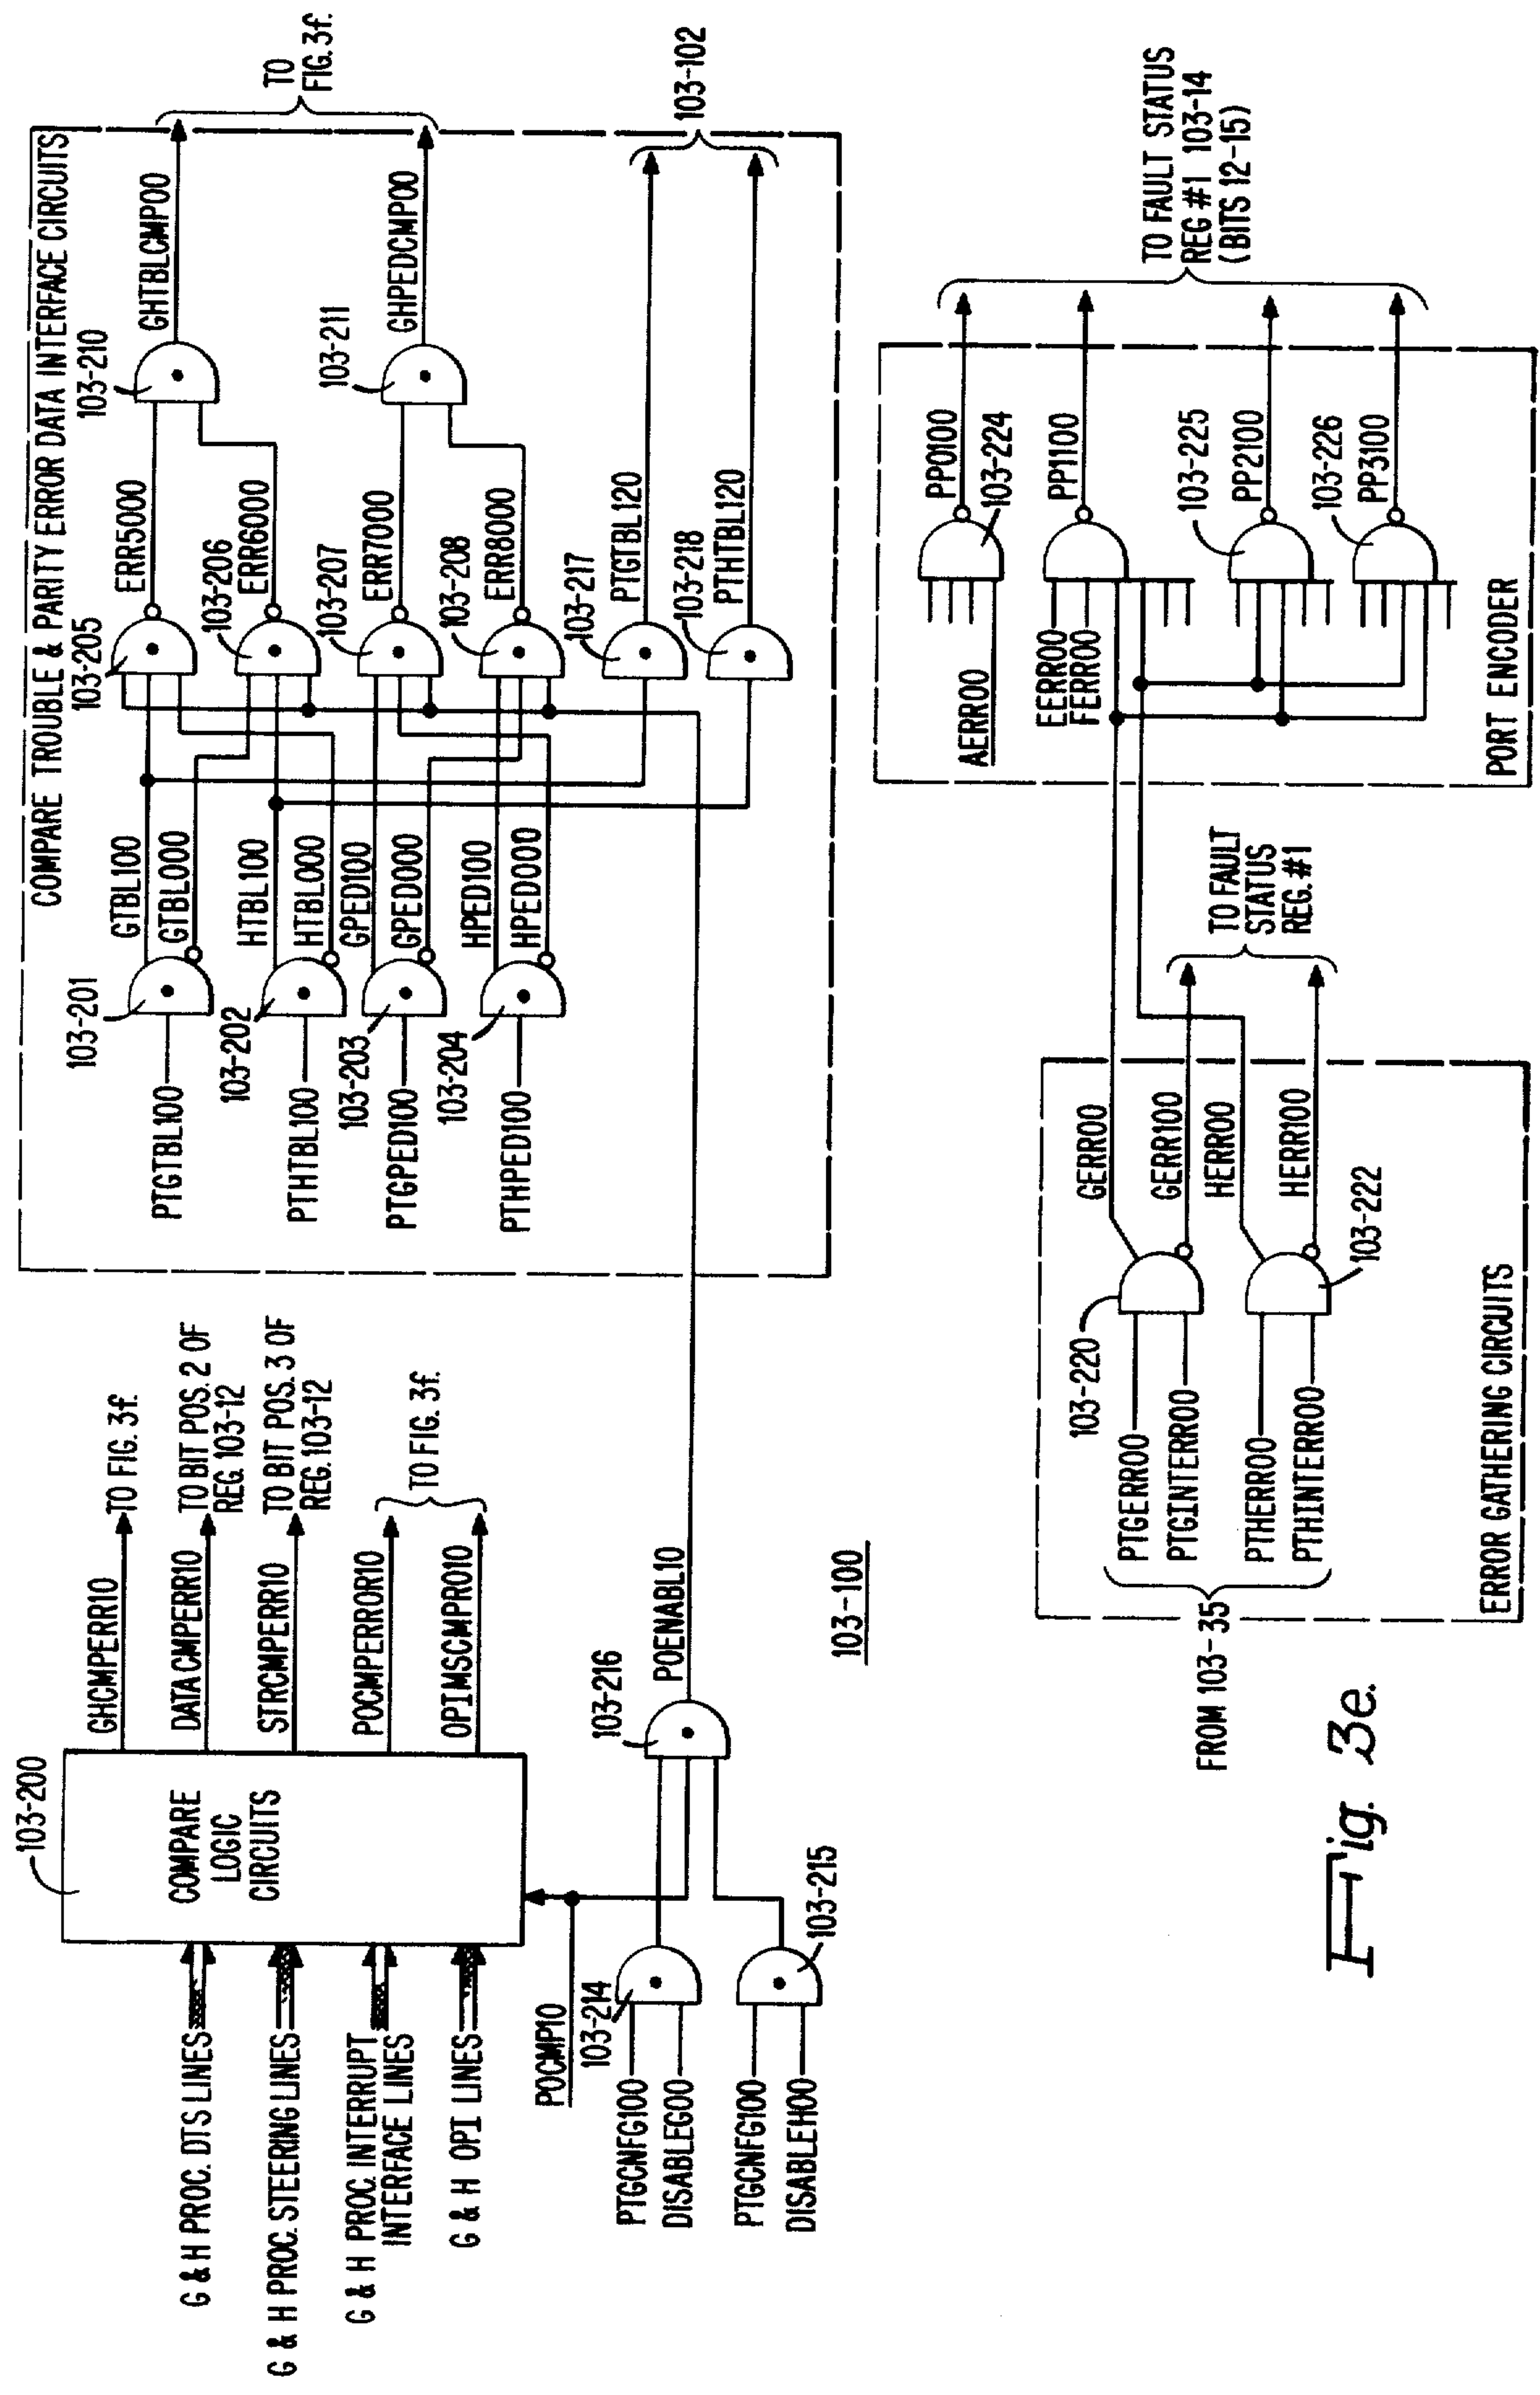 103-200
COMPARE
LOGIC
CIRCUITS
G & H PROC. DTS LINES
G & H PROC. STEERING LINES
G & H PROC. INTERRUPT
INTERFACE LINES
G & H OPI LINES
GHCMPERR10
TO FIG. 3f.
DATACMPERR10
TO BIT POS. 2 OF
REG. 103-12
STRCMPERR10
TO BIT POS. 3 OF
REG. 103-12
POCMPERROR10
OPIMSCMPRO10
TO FIG. 3f.
POCMP10
103-214
PTGCNFG100
DISABLEG00
PTGCNFG100
DISABLEH00
103-215
103-216
POENABL10
103-100
COMPARE TROUBLE & PARITY ERROR DATA INTERFACE CIRCUITS
PTGTBL100
103-201
GTBL100
GTBL000
PTHTBL100
103-202
HTBL100
HTBL000
PTGPED100
103-203
GPED100
GPED000
PTHPED100
103-204
HPED100
HPED000
103-205
ERR5000
103-206
ERR6000
103-207
ERR7000
103-208
ERR8000
103-217
PTGTBL120
103-218
PTHTBL120
103-210
GHTBLCMP00
103-211
GHPEDCMP00
TO
FIG. 3f.
103-102
FROM 103-35
PTGERR00
PTGINTERR00
PTHERR00
PTHINTERR00
103-220
103-222
GERR00
GERR100
HERR00
HERR100
TO FAULT
STATUS
REG. #1
ERROR GATHERING CIRCUITS
AERR00
EERR00
FERR00
PP0100
103-224
PP1100
103-225
PP2100
103-226
PP3100
PORT ENCODER
TO FAULT STATUS
REG #1 103-14
(BITS 12-15)
Fig. 3e.